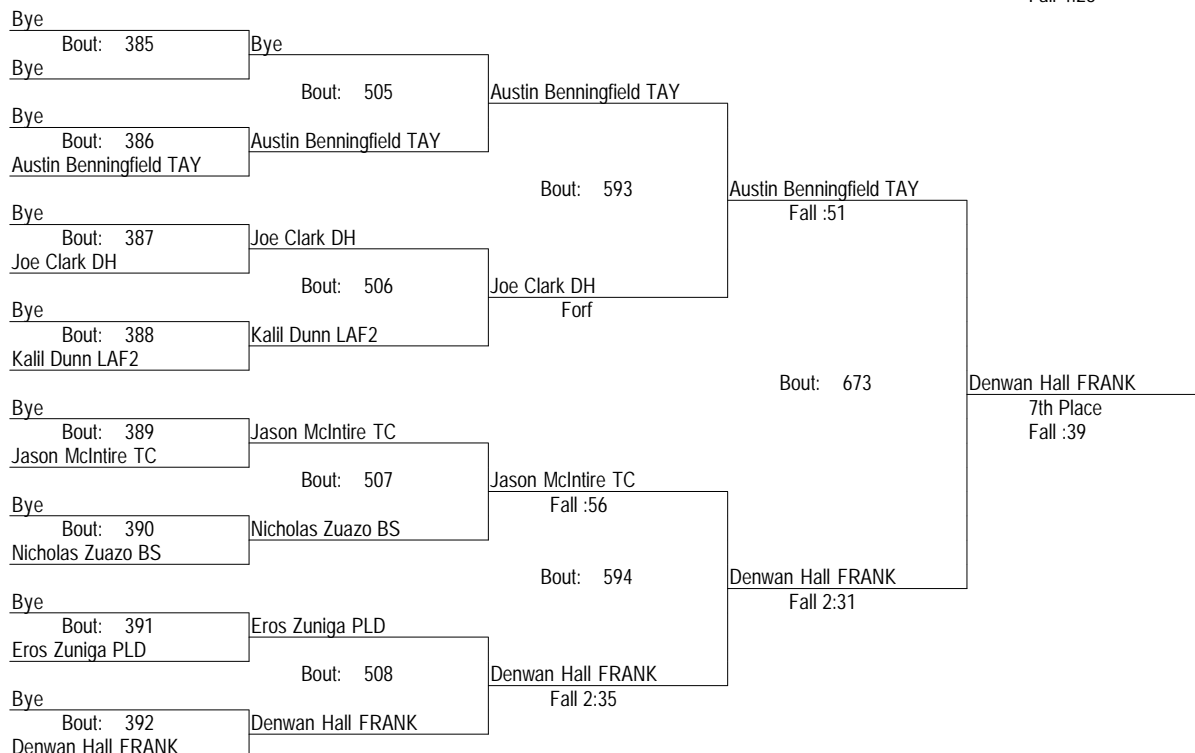 Bye
Bout: 385
Bye
Bye
Bout: 505
Austin Benningfield TAY
Bye
Bout: 386
Austin Benningfield TAY
Austin Benningfield TAY
Bout: 593
Austin Benningfield TAY
Fall :51
Bye
Bout: 387
Joe Clark DH
Joe Clark DH
Bout: 506
Joe Clark DH
Forf
Bye
Bout: 388
Kalil Dunn LAF2
Kalil Dunn LAF2
Bout: 673
Denwan Hall FRANK
7th Place
Fall :39
Bye
Bout: 389
Jason McIntire TC
Jason McIntire TC
Bout: 507
Jason McIntire TC
Fall :56
Bye
Bout: 390
Nicholas Zuazo BS
Nicholas Zuazo BS
Bout: 594
Denwan Hall FRANK
Fall 2:31
Bye
Bout: 391
Eros Zuniga PLD
Eros Zuniga PLD
Bout: 508
Denwan Hall FRANK
Fall 2:35
Bye
Bout: 392
Denwan Hall FRANK
Denwan Hall FRANK